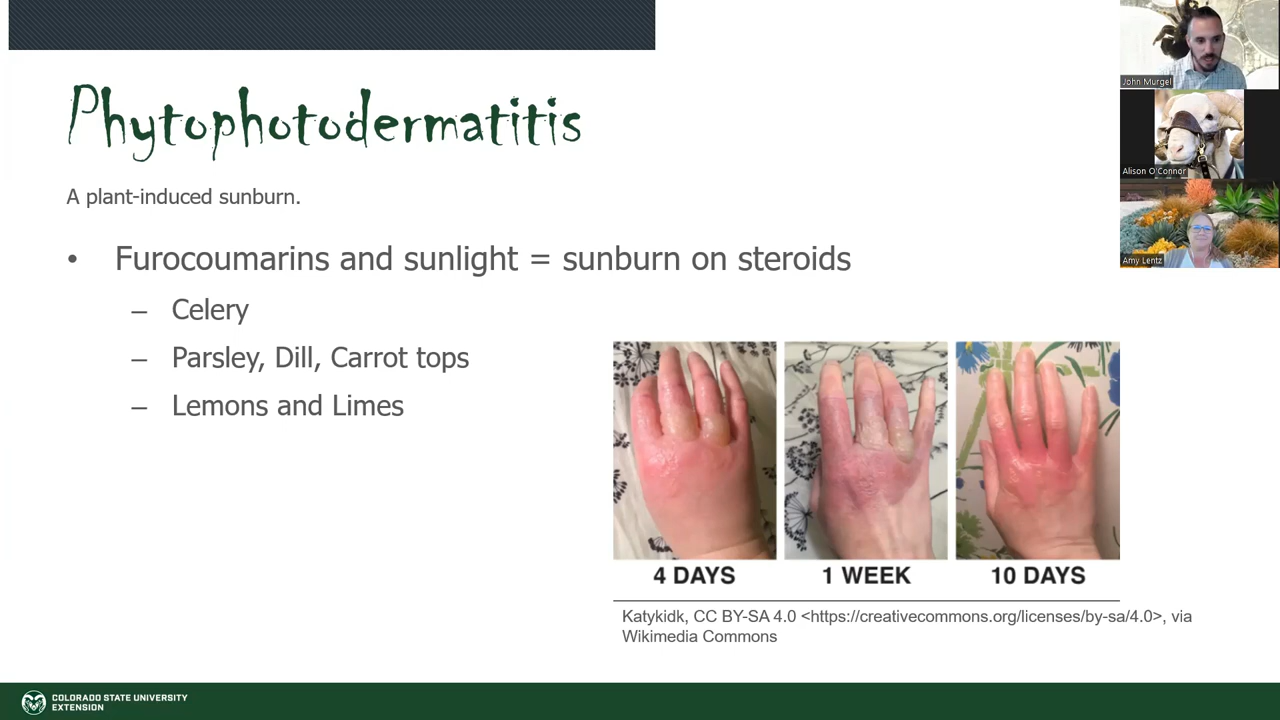 Phytophotodermatitis
A plant-induced sunburn.
• Furocoumarins and sunlight = sunburn on steroids
– Celery
– Parsley, Dill, Carrot tops
– Lemons and Limes
4 DAYS
1 WEEK
10 DAYS
Katykidk, CC BY-SA 4.0 <https://creativecommons.org/licenses/by-sa/4.0>, via
Wikimedia Commons
COLORADO STATE UNIVERSITY
EXTENSION
John Murgel
Alison O'Connor
Amy Lentz